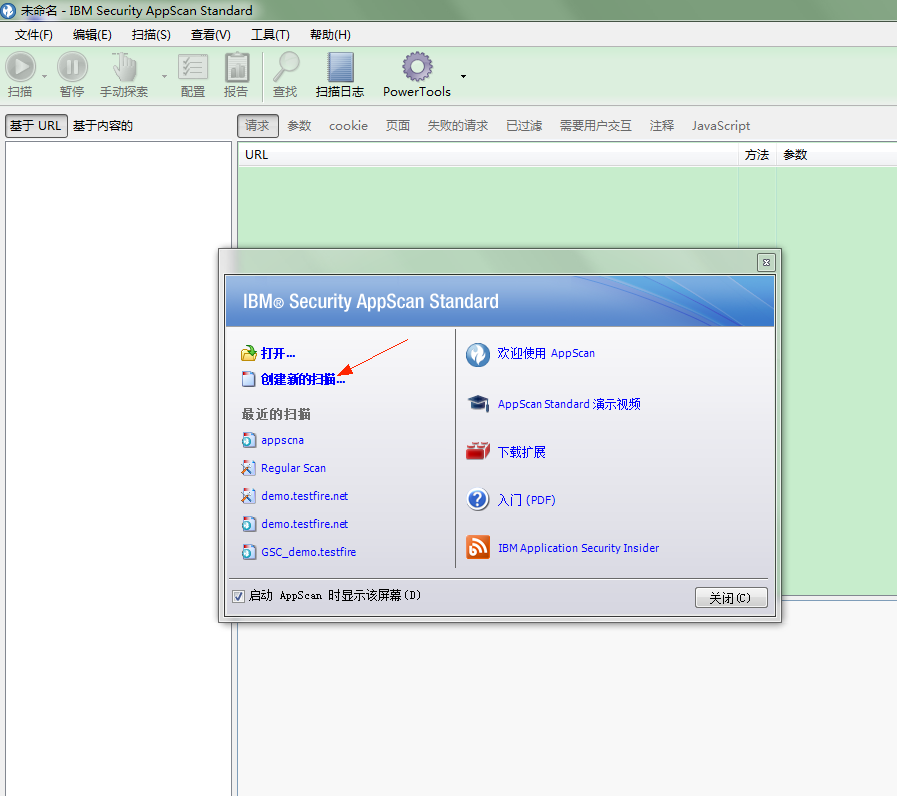 未命名 - IBM Security AppScan Standard
文件(F) 编辑(E) 扫描(S) 查看(V) 工具(T) 帮助(H)
扫描 暂停 手动探索 配置 报告 查找 扫描日志 PowerTools
基于 URL 基于内容的 请求 参数 cookie 页面 失败的请求 已过滤 需要用户交互 注释 JavaScript
URL 方法 参数
IBM® Security AppScan Standard
打开...
创建新的扫描...
最近的扫描
appscna
Regular Scan
demo.testfire.net
demo.testfire.net
GSC_demo.testfire
欢迎使用 AppScan
AppScan Standard 演示视频
下载扩展
入门 (PDF)
IBM Application Security Insider
启动 AppScan 时显示该屏幕(D)
关闭(C)